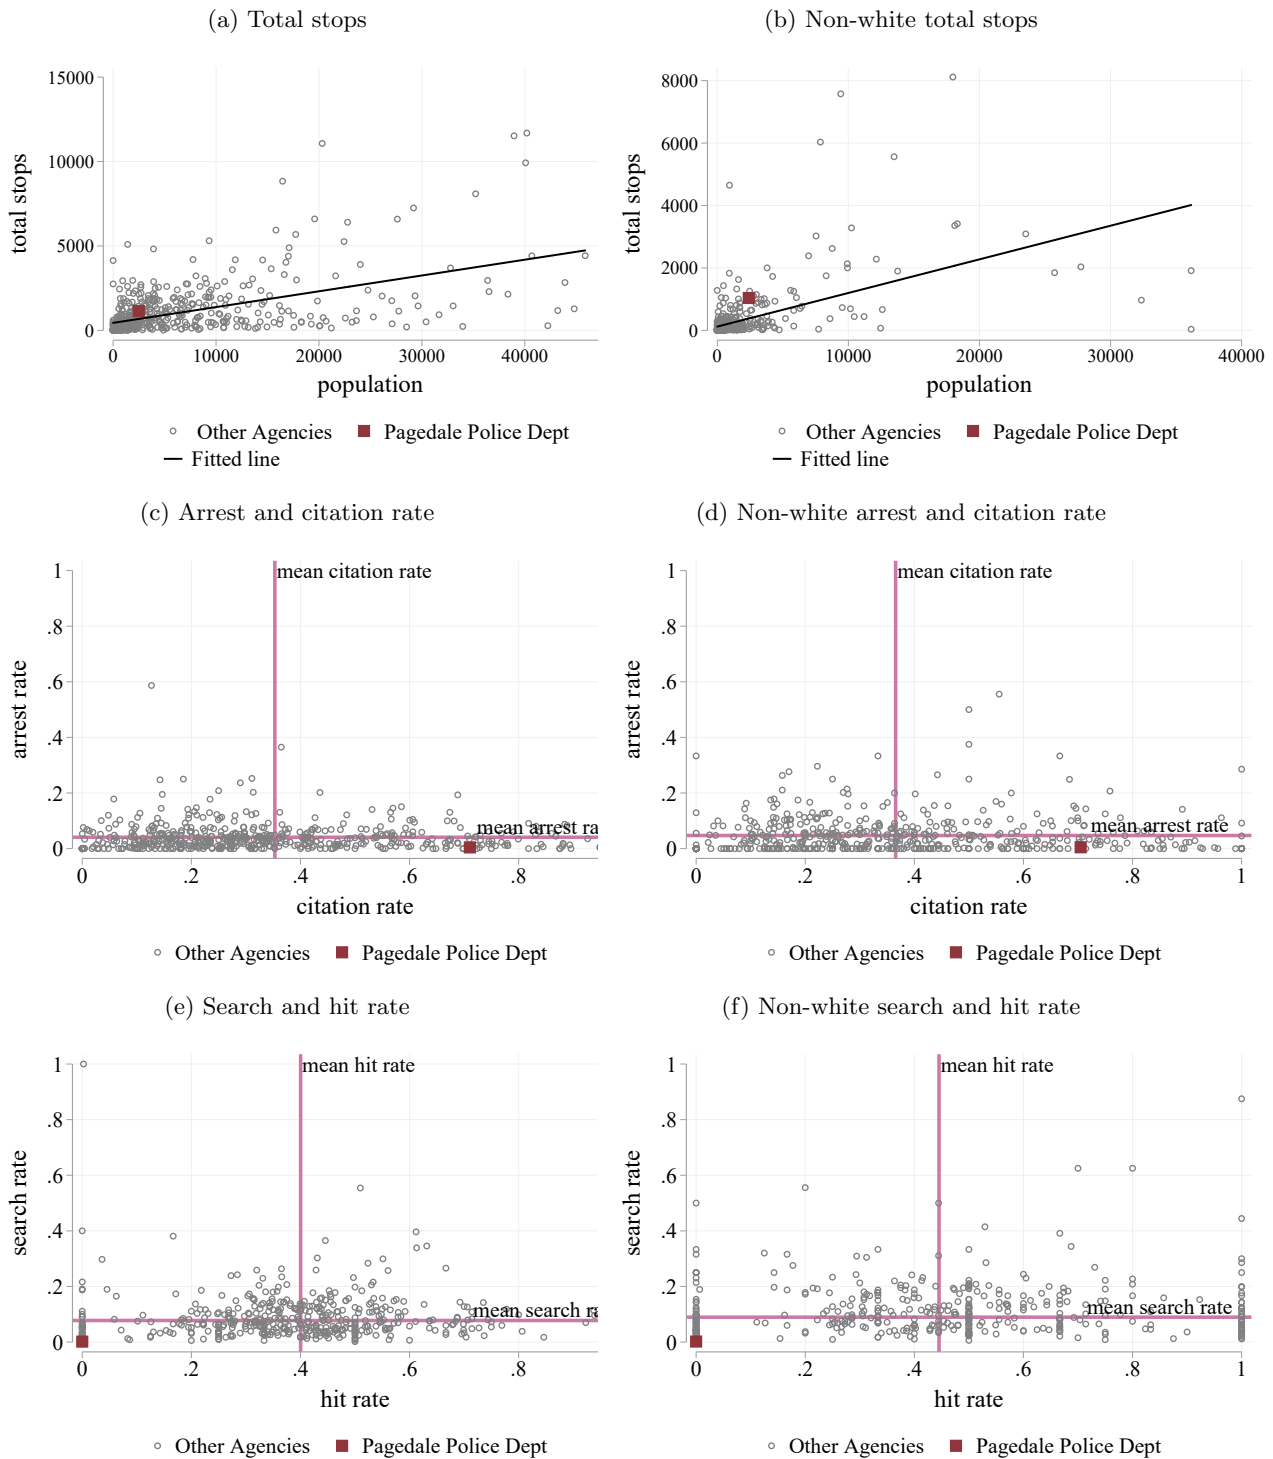 (a) Total stops
(b) Non-white total stops
total stops
15000
10000
5000
0
0 10000 20000 30000 40000
population
Other Agencies Pagedale Police Dept
Fitted line
total stops
8000
6000
4000
2000
0
0 10000 20000 30000 40000
population
Other Agencies Pagedale Police Dept
Fitted line
(c) Arrest and citation rate
(d) Non-white arrest and citation rate
arrest rate
1
.8
.6
.4
.2
0
mean citation rate
mean arrest ra
0 .2 .4 .6 .8
citation rate
Other Agencies Pagedale Police Dept
arrest rate
1
.8
.6
.4
.2
0
mean citation rate
mean arrest rate
0 .2 .4 .6 .8 1
citation rate
Other Agencies Pagedale Police Dept
(e) Search and hit rate
(f) Non-white search and hit rate
search rate
1
.8
.6
.4
.2
0
mean hit rate
mean search ra
0 .2 .4 .6 .8
hit rate
Other Agencies Pagedale Police Dept
search rate
1
.8
.6
.4
.2
0
mean hit rate
mean search rate
0 .2 .4 .6 .8 1
hit rate
Other Agencies Pagedale Police Dept